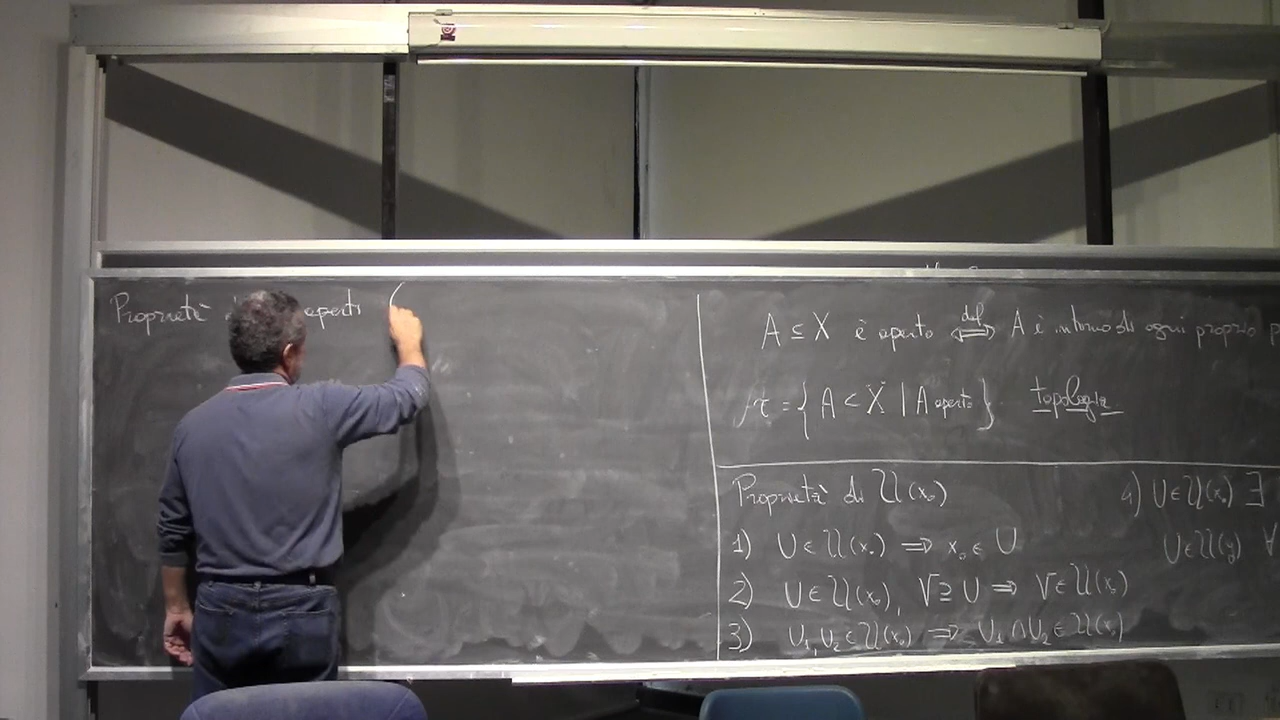 Proprietà aperti (
A ⊆ X è aperto ⟺ def A è intorno di ogni proprio
τ = { A ⊂ X | A aperto } topologia
Proprietà di U(x₀)
1) U ∈ U(x₀) ⟹ x₀ ∈ U
2) U ∈ U(x₀), V ⊇ U ⟹ V ∈ U(x₀)
3) U₁, U₂ ∈ U(x₀) ⟹ U₁ ∩ U₂ ∈ U(x₀)
4) U ∈ U(x₀) ∃
U ∈ U(y) ∀